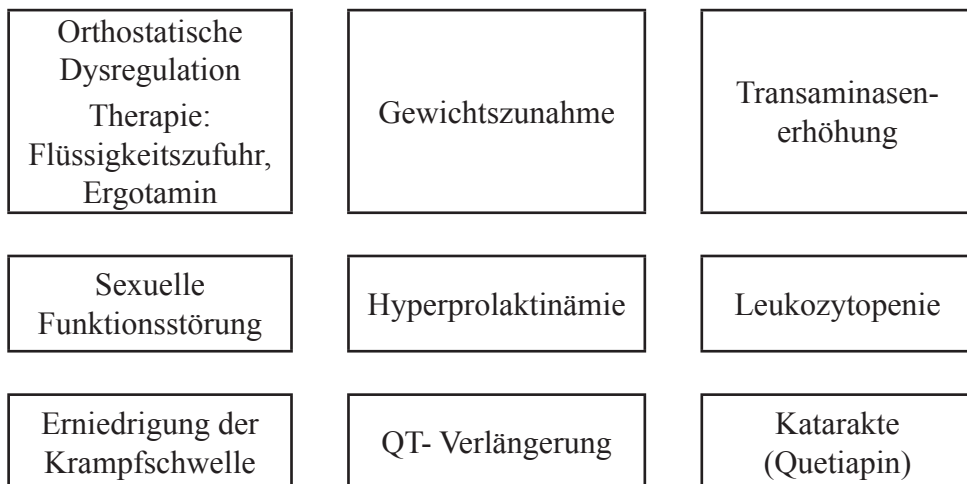 Orthostatische
Dysregulation
Therapie:
Flüssigkeitszufuhr,
Ergotamin
Gewichtszunahme
Transaminasen-
erhöhung
Sexuelle
Funktionsstörung
Hyperprolaktinämie
Leukozytopenie
Erniedrigung der
Krampfschwelle
QT- Verlängerung
Katarakte
(Quetiapin)